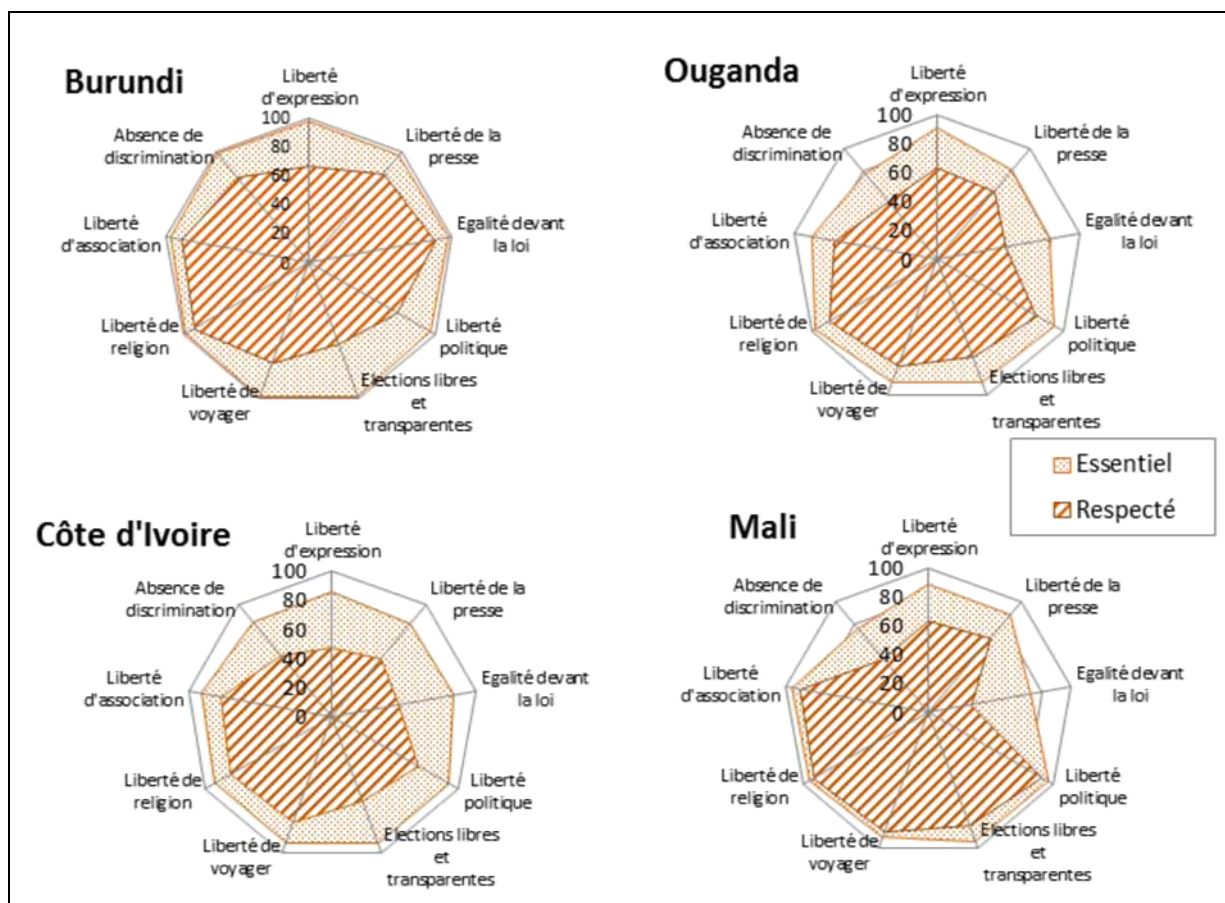 Burundi
Liberté
d'expression
Liberté de la
presse
Egalité devant
la loi
Liberté
politique
Elections libres
et
transparentes
Liberté de
voyager
Liberté de
religion
Liberté
d'association
Absence de
discrimination
100
80
60
40
20
0
Ouganda
Liberté
d'expression
Liberté de la
presse
Egalité devant
la loi
Liberté
politique
Elections libres
et
transparentes
Liberté de
voyager
Liberté de
religion
Liberté
d'association
Absence de
discrimination
100
80
60
40
20
0
Essentiel
Respecté
Côte d'Ivoire
Liberté
d'expression
Liberté de la
presse
Egalité devant
la loi
Liberté
politique
Elections libres
et
transparentes
Liberté de
voyager
Liberté de
religion
Liberté
d'association
Absence de
discrimination
100
80
60
40
20
0
Mali
Liberté
d'expression
Liberté de la
presse
Egalité devant
la loi
Liberté
politique
Elections libres
et
transparentes
Liberté de
voyager
Liberté de
religion
Liberté
d'association
Absence de
discrimination
100
80
60
40
20
0